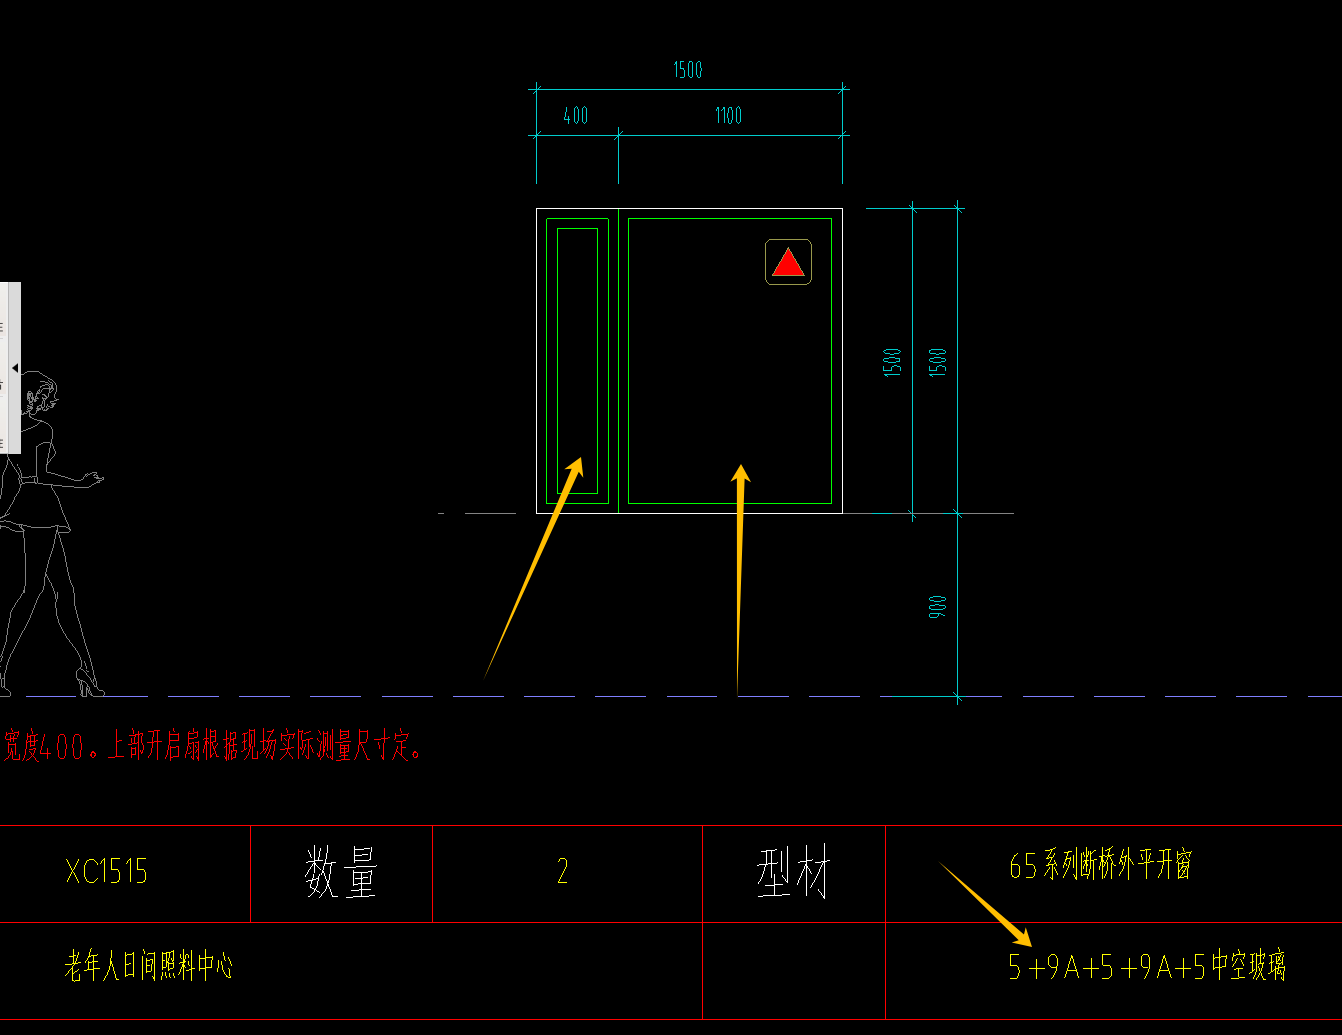 1500
400 1100
1500 1500
900
宽度400。上部开启扇根据现场实际测量尺寸定。
XC1515 数量 2 型材 65系列断桥外平开窗
老年人日间照料中心 5+9A+5+9A+5中空玻璃